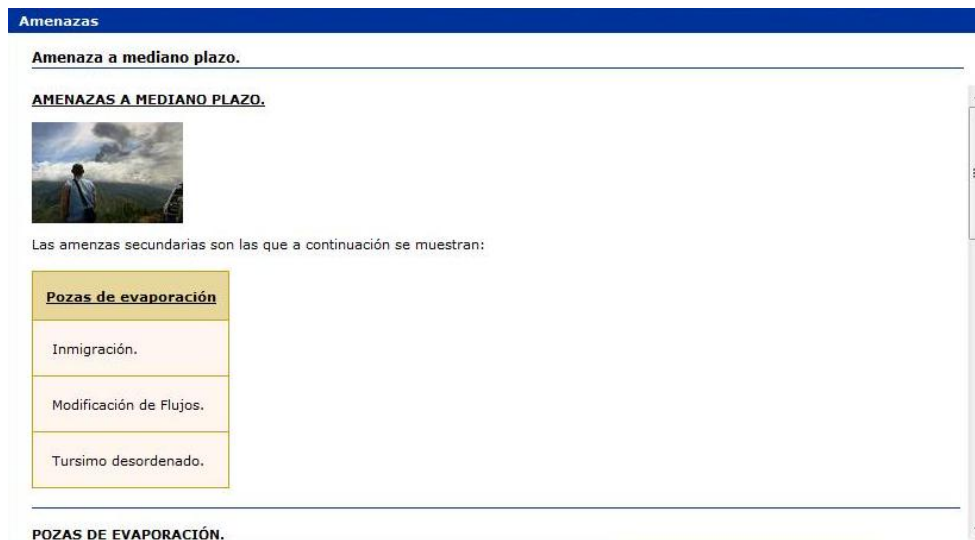 Amenazas
Amenaza a mediano plazo.
AMENAZAS A MEDIANO PLAZO.
Las amenzas secundarias son las que a continuación se muestran:
Pozas de evaporación
Inmigración.
Modificación de Flujos.
Tursimo desordenado.
POZAS DE EVAPORACIÓN.